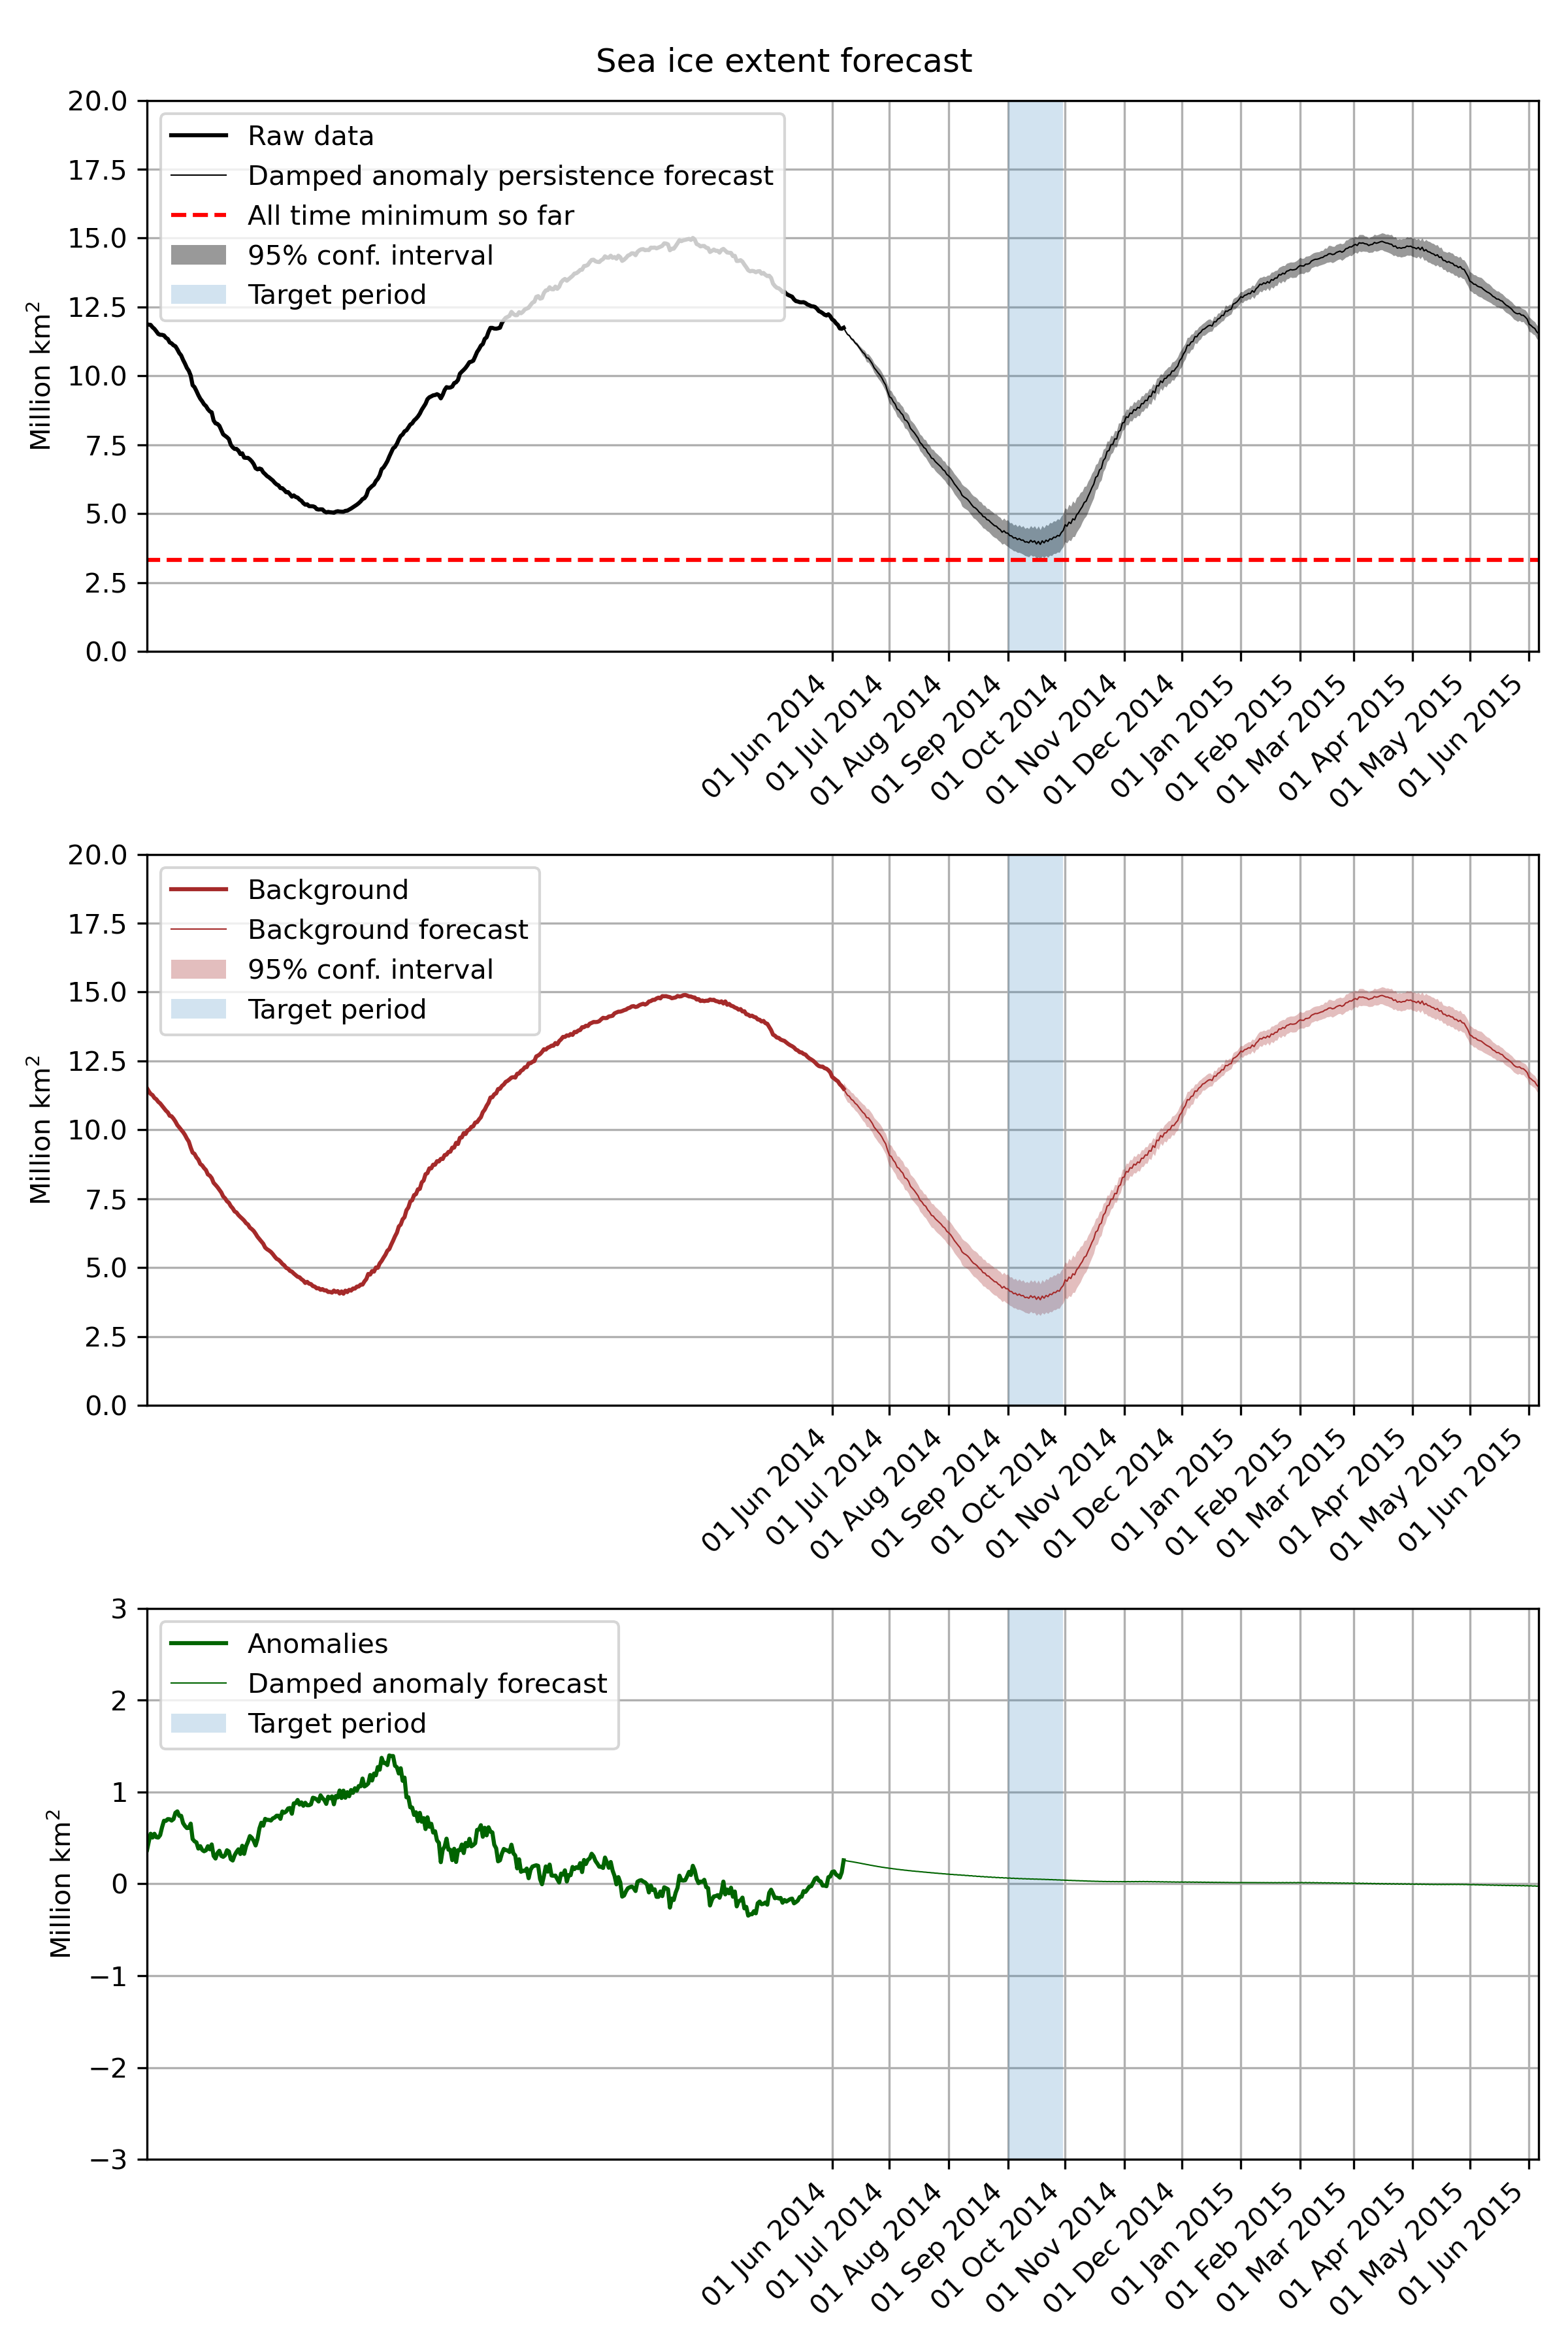 Sea ice extent forecast
20.0
17.5
15.0
12.5
10.0
7.5
5.0
2.5
0.0
Million km²
Raw data
Damped anomaly persistence forecast
All time minimum so far
95% conf. interval
Target period
01 Jun 2014
01 Jul 2014
01 Aug 2014
01 Sep 2014
01 Oct 2014
01 Nov 2014
01 Dec 2014
01 Jan 2015
01 Feb 2015
01 Mar 2015
01 Apr 2015
01 May 2015
01 Jun 2015
20.0
17.5
15.0
12.5
10.0
7.5
5.0
2.5
0.0
Million km²
Background
Background forecast
95% conf. interval
Target period
01 Jun 2014
01 Jul 2014
01 Aug 2014
01 Sep 2014
01 Oct 2014
01 Nov 2014
01 Dec 2014
01 Jan 2015
01 Feb 2015
01 Mar 2015
01 Apr 2015
01 May 2015
01 Jun 2015
3
2
1
0
−1
−2
−3
Million km²
Anomalies
Damped anomaly forecast
Target period
01 Jun 2014
01 Jul 2014
01 Aug 2014
01 Sep 2014
01 Oct 2014
01 Nov 2014
01 Dec 2014
01 Jan 2015
01 Feb 2015
01 Mar 2015
01 Apr 2015
01 May 2015
01 Jun 2015